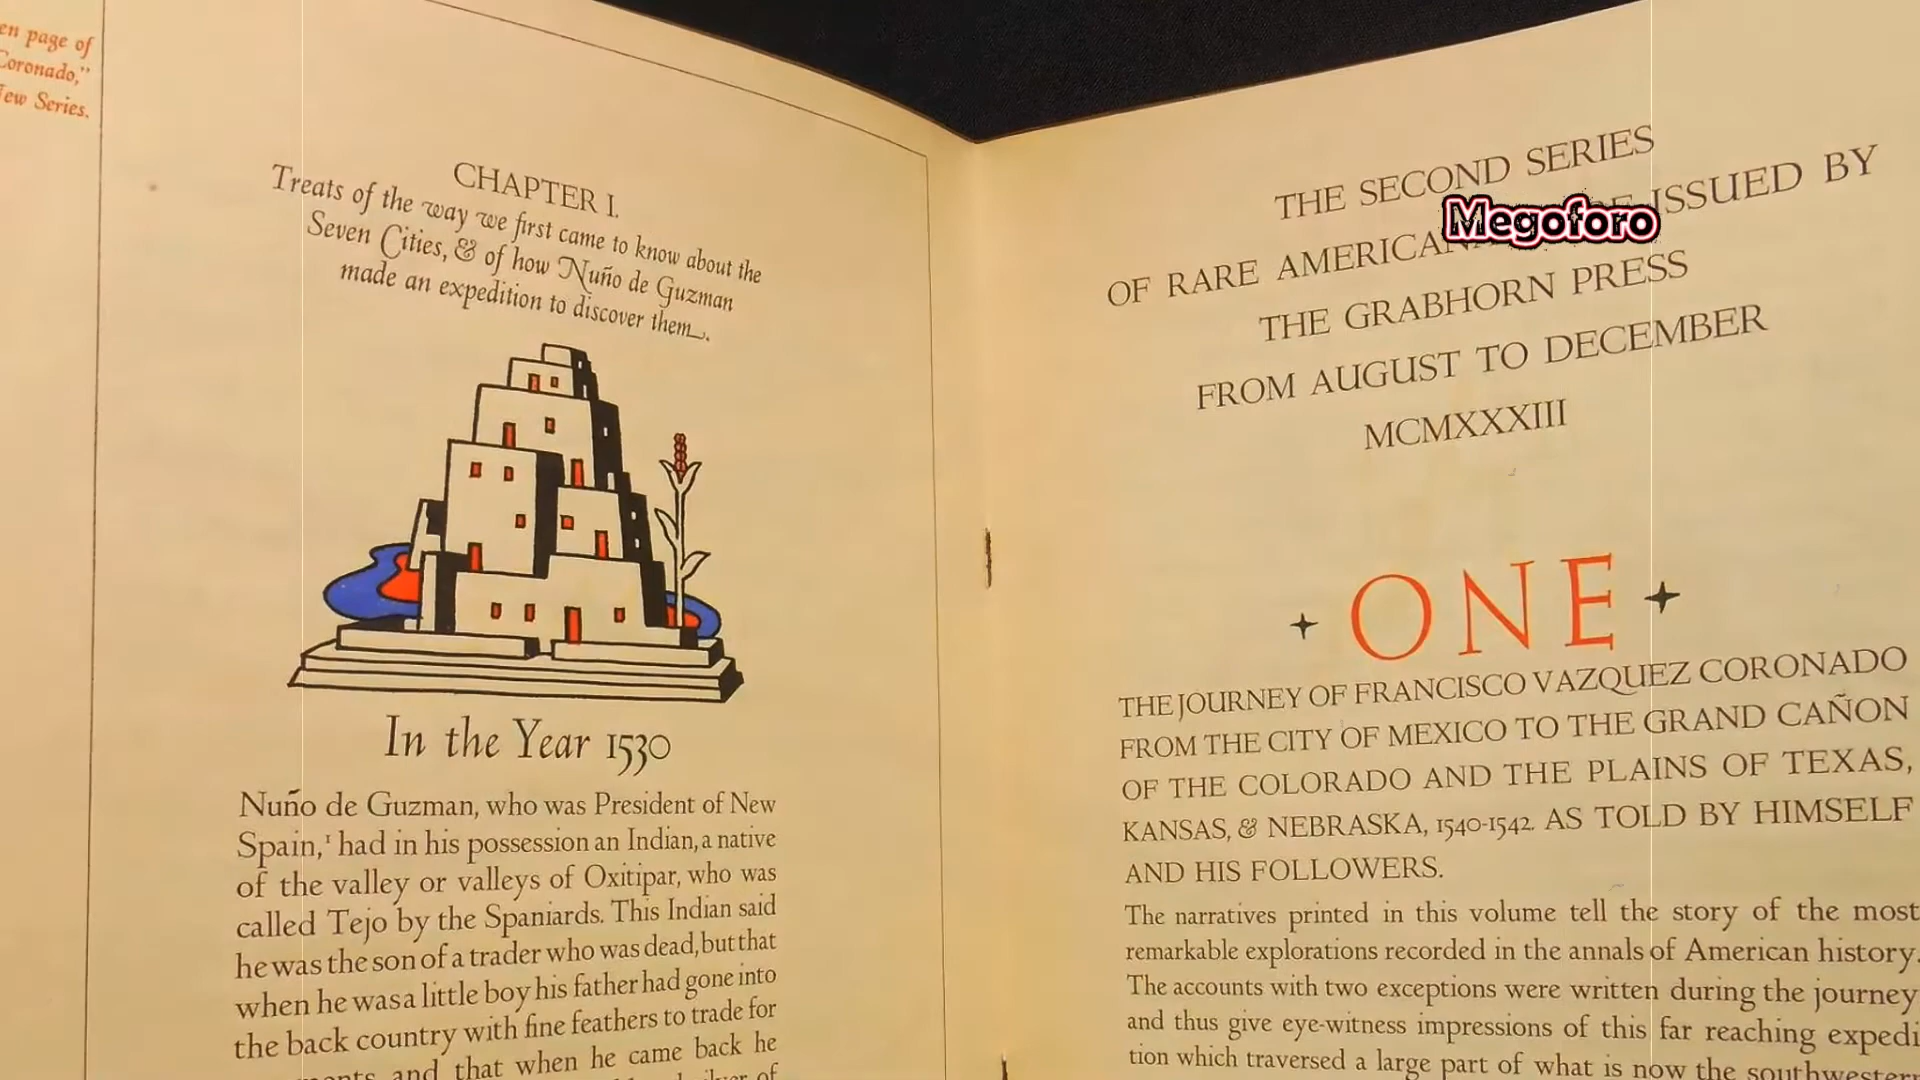 en page of
Coronado,"
New Series.
CHAPTER I.
Treats of the way we first came to know about the
Seven Cities, & of how Nuño de Guzman
made an expedition to discover them.
In the Year 1530
Nuño de Guzman, who was President of New
Spain,¹ had in his possession an Indian, a native
of the valley or valleys of Oxitipar, who was
called Tejo by the Spaniards. This Indian said
he was the son of a trader who was dead, but that
when he was a little boy his father had gone into
the back country with fine feathers to trade for
and that when he came back he
of
THE SECOND SERIES
OF RARE AMERICANA ISSUED BY
THE GRABHORN PRESS
FROM AUGUST TO DECEMBER
MCMXXXIII
Megoforo
ONE
THE JOURNEY OF FRANCISCO VAZQUEZ CORONADO
FROM THE CITY OF MEXICO TO THE GRAND CAÑON
OF THE COLORADO AND THE PLAINS OF TEXAS,
KANSAS, & NEBRASKA, 1540-1542. AS TOLD BY HIMSELF
AND HIS FOLLOWERS.
The narratives printed in this volume tell the story of the most
remarkable explorations recorded in the annals of American history.
The accounts with two exceptions were written during the journey
and thus give eye-witness impressions of this far reaching expedi
tion which traversed a large part of what is now the southwestern